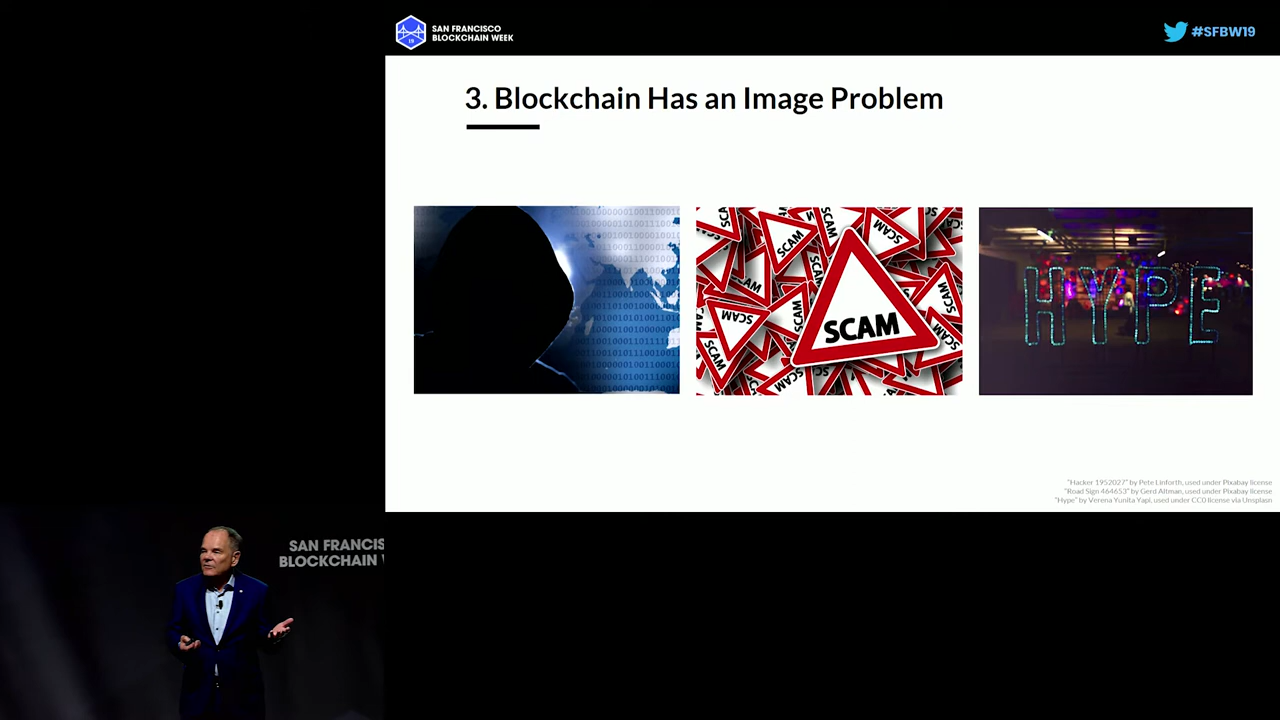 SAN FRANCISCO
BLOCKCHAIN WEEK
19
#SFBW19
3. Blockchain Has an Image Problem
SCAM
HYPE
"Hacker 1952027" by Pete Linforth, used under Pixabay license
"Road Sign 464653" by Gerd Altman, used under Pixabay license
"Hype" by Verena Yunita Yapi, used under CC0 license via Unsplash
SAN FRANCIS
BLOCKCHAIN W